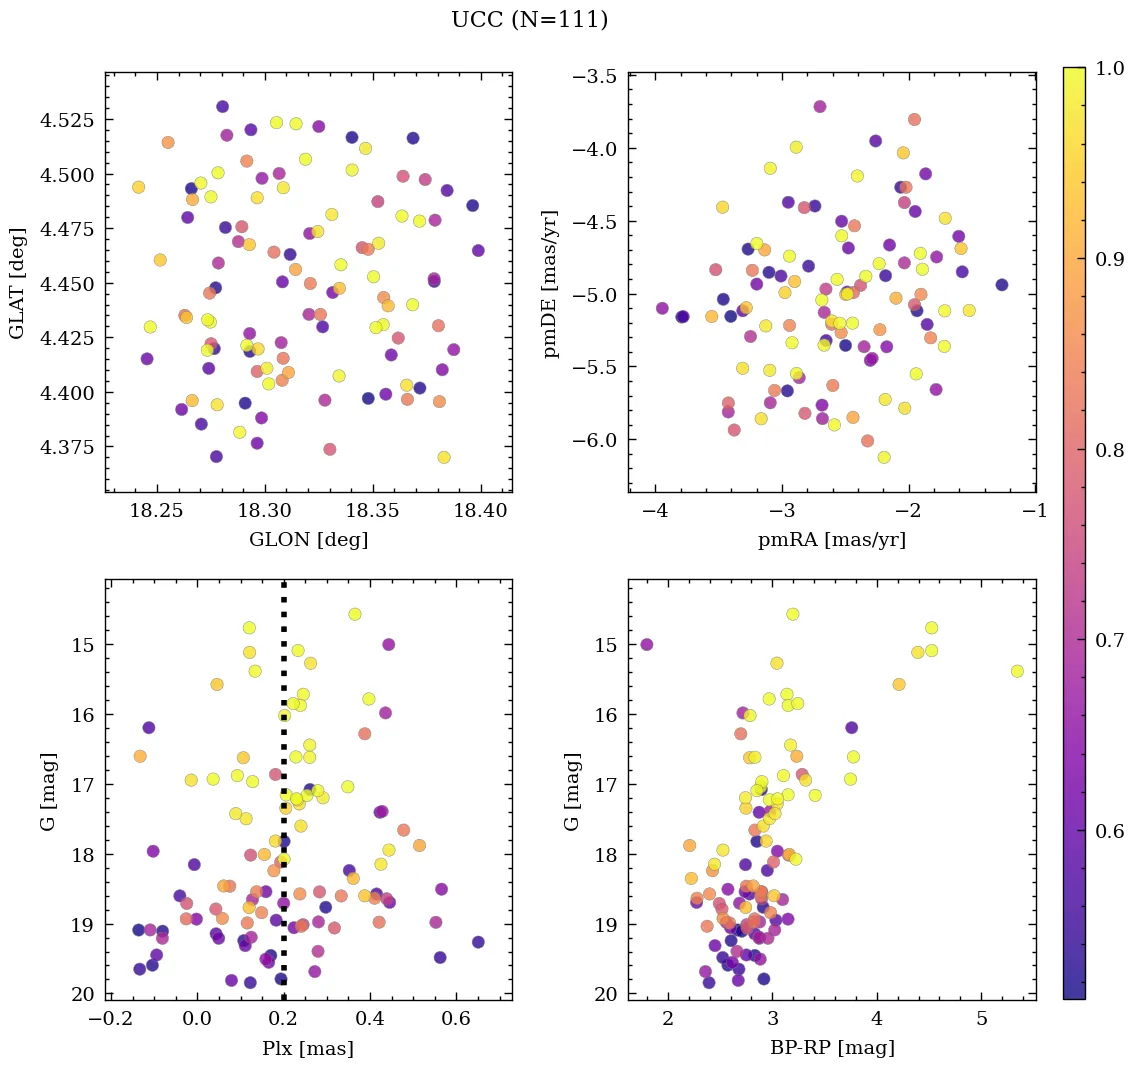 UCC (N=111)
4.525
4.500
4.475
4.450
4.425
4.400
4.375
GLAT [deg]
18.25 18.30 18.35 18.40
GLON [deg]
−3.5
−4.0
−4.5
−5.0
−5.5
−6.0
pmDE [mas/yr]
−4 −3 −2 −1
pmRA [mas/yr]
1.0
0.9
0.8
0.7
0.6
15
16
17
18
19
20
G [mag]
−0.2 0.0 0.2 0.4 0.6
Plx [mas]
15
16
17
18
19
20
G [mag]
2 3 4 5
BP-RP [mag]